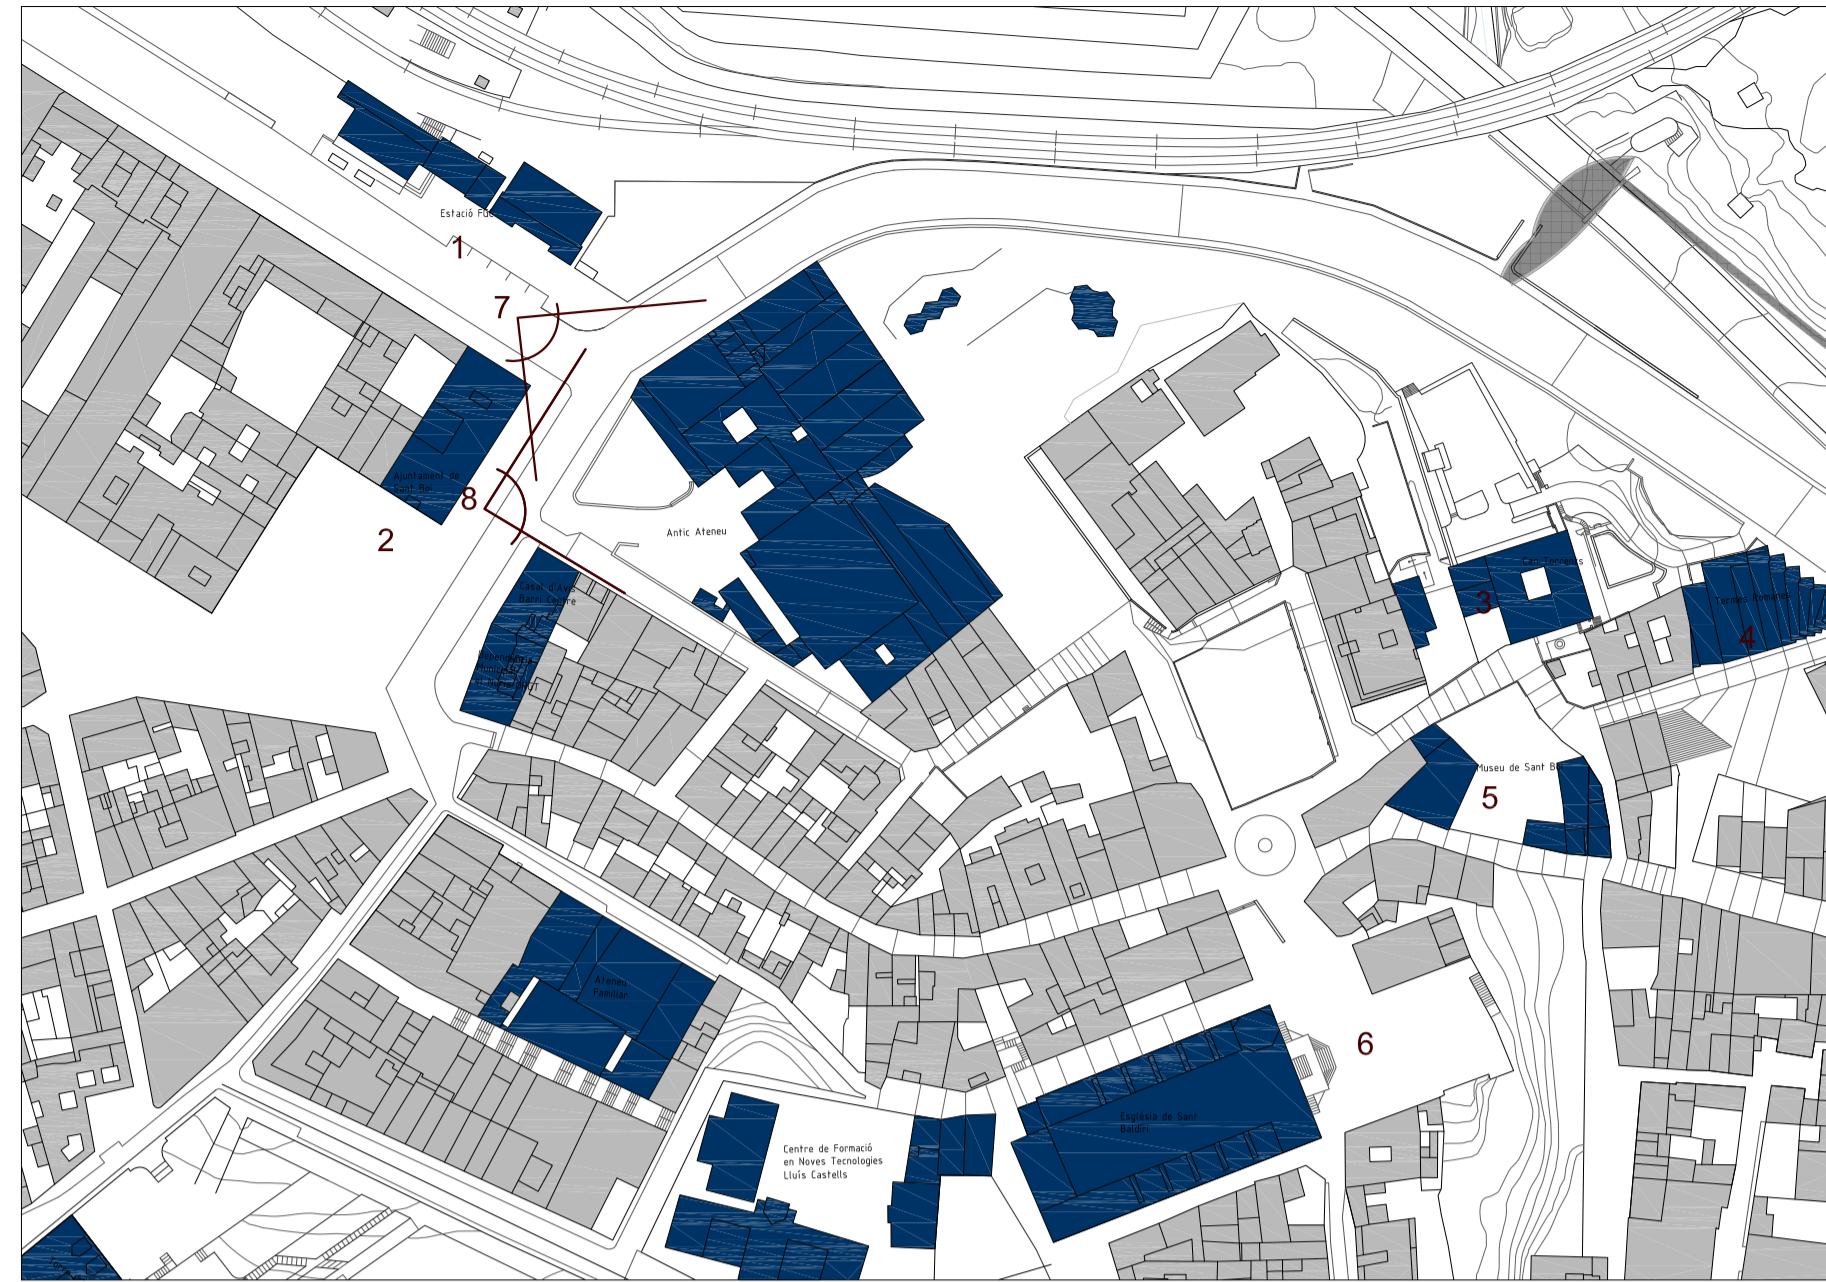 Estació FGC
1
7
Ajuntament de
Sant Boi
8
2
Antic Ateneu
Casal d'Avis
Barri Centre
Can Torrents
3
Termes Romanes
4
Museu de Sant Boi
5
Ateneu
Familiar
6
Església de Sant
Baldiri
Centre de Formació
en Noves Tecnologies
Lluís Castells